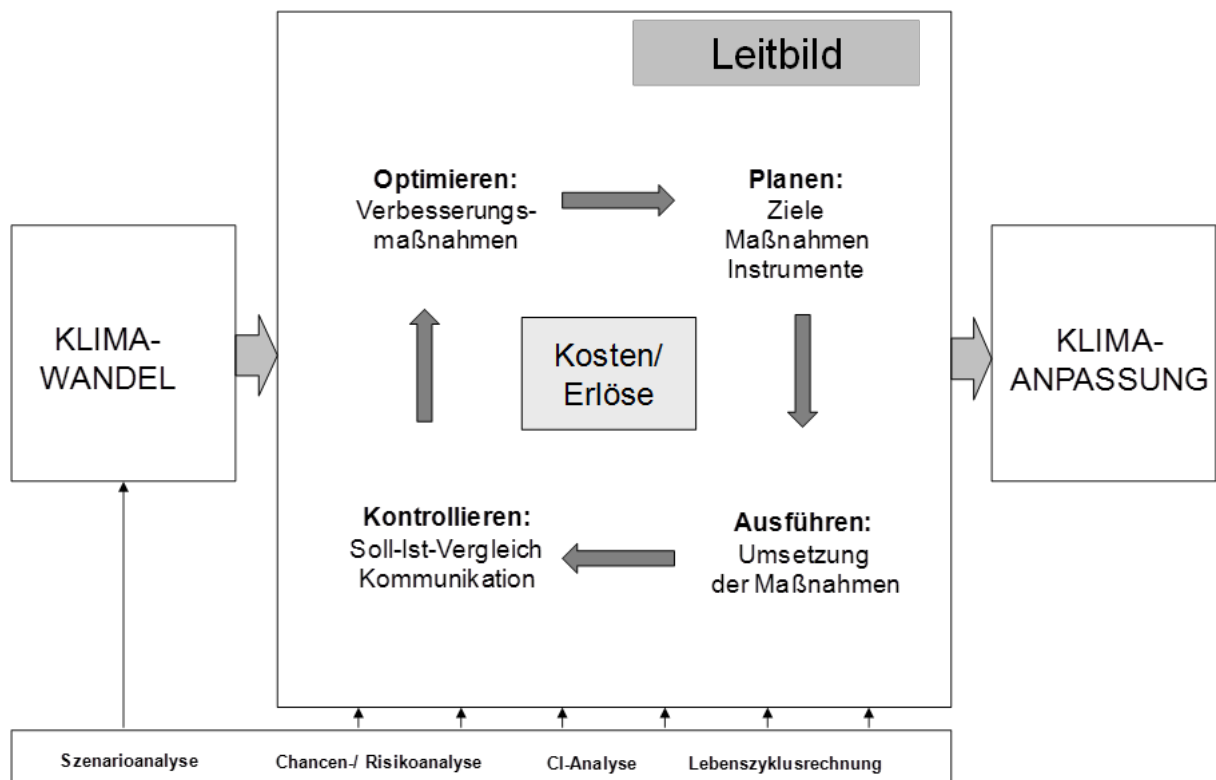 Leitbild
Optimieren:
Verbesserungs-
maßnahmen
Planen:
Ziele
Maßnahmen
Instrumente
KLIMA-
WANDEL
Kosten/
Erlöse
KLIMA-
ANPASSUNG
Kontrollieren:
Soll-Ist-Vergleich
Kommunikation
Ausführen:
Umsetzung
der Maßnahmen
Szenarioanalyse
Chancen-/ Risikoanalyse
CI-Analyse
Lebenszyklusrechnung